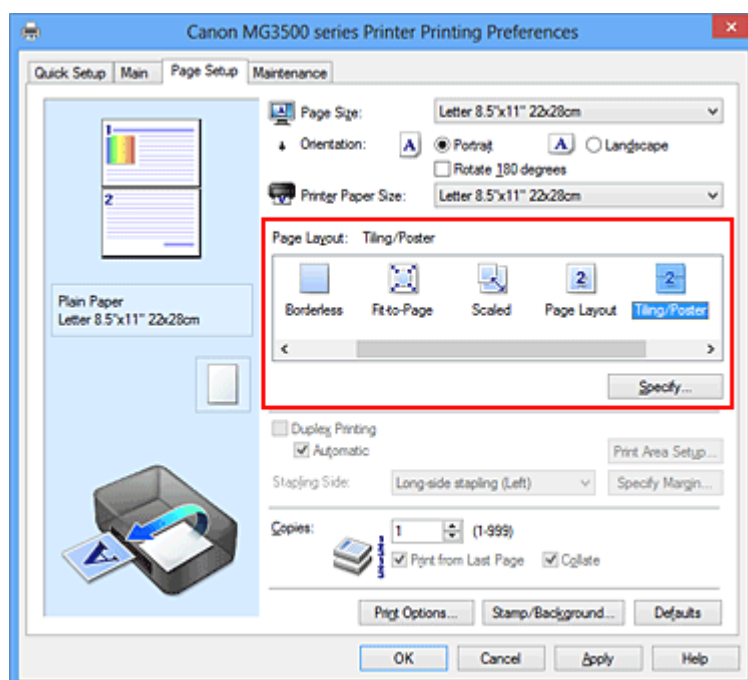 Canon MG3500 series Printer Printing Preferences
Quick Setup Main Page Setup Maintenance
1
2
Plain Paper
Letter 8.5"x11" 22x28cm
Page Size: Letter 8.5"x11" 22x28cm
Orientation: A Portrait A Landscape
Rotate 180 degrees
Printer Paper Size: Letter 8.5"x11" 22x28cm
Page Layout: Tiling/Poster
2 2
Borderless Fit-to-Page Scaled Page Layout Tiling/Poster
Specify...
Duplex Printing
Automatic Print Area Setup...
Stapling Side: Long-side stapling (Left) Specify Margin...
A
Copies: 1 (1-999)
Print from Last Page Collate
Print Options... Stamp/Background... Defaults
OK Cancel Apply Help